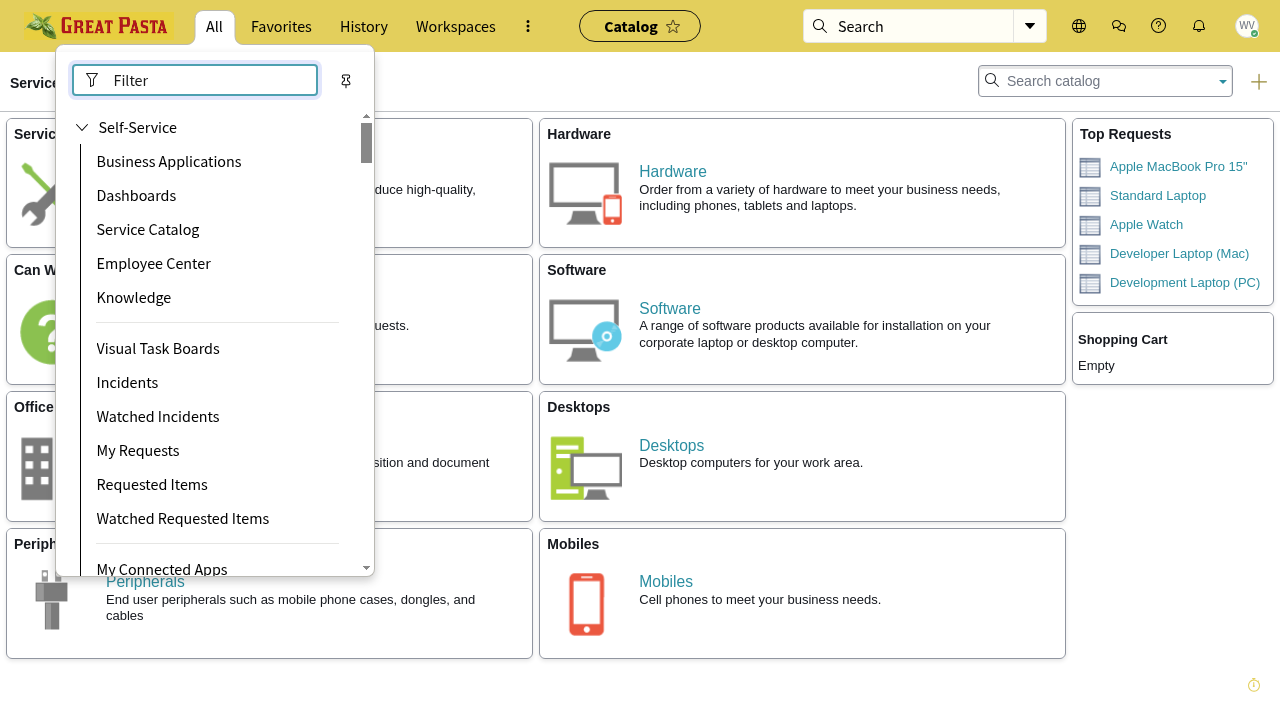 GREAT PASTA
All
Favorites
History
Workspaces
Catalog
Search
WV
Filter
Self-Service
Business Applications
Dashboards
Service Catalog
Employee Center
Knowledge
Visual Task Boards
Incidents
Watched Incidents
My Requests
Requested Items
Watched Requested Items
My Connected Apps
Service
Search catalog
Servic
duce high-quality,
Can W
?
uests.
Office
sition and document
Periph
Peripherals
End user peripherals such as mobile phone cases, dongles, and
cables
Hardware
Hardware
Order from a variety of hardware to meet your business needs,
including phones, tablets and laptops.
Software
Software
A range of software products available for installation on your
corporate laptop or desktop computer.
Desktops
Desktops
Desktop computers for your work area.
Mobiles
Mobiles
Cell phones to meet your business needs.
Top Requests
Apple MacBook Pro 15"
Standard Laptop
Apple Watch
Developer Laptop (Mac)
Development Laptop (PC)
Shopping Cart
Empty